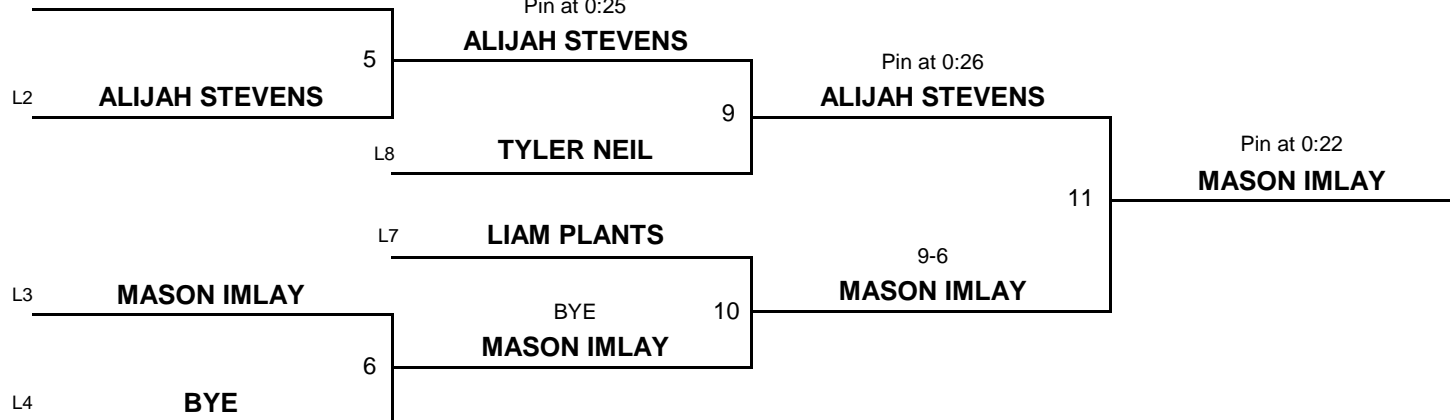 Pin at 0:25
ALIJAH STEVENS
5
Pin at 0:26
L2
ALIJAH STEVENS
ALIJAH STEVENS
9
Pin at 0:22
L8
TYLER NEIL
MASON IMLAY
11
L7
LIAM PLANTS
9-6
L3
MASON IMLAY
MASON IMLAY
BYE
10
MASON IMLAY
6
L4
BYE